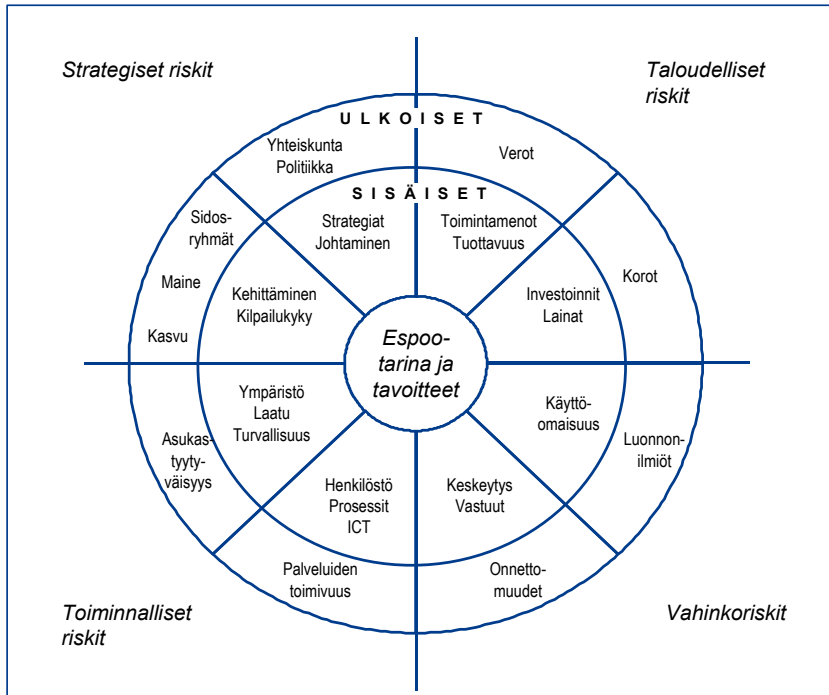 Strategiset riskit
Taloudelliset
riskit
ULKOISET
Yhteiskunta
Politiikka
Verot
SISÄISET
Sidos-
ryhmät
Maine
Kasvu
Strategiat
Johtaminen
Toimintamenot
Tuottavuus
Korot
Kehittäminen
Kilpailukyky
Investoinnit
Lainat
Espoo-
tarina ja
tavoitteet
Ympäristö
Laatu
Turvallisuus
Käyttö-
omaisuus
Asukas-
tyyty-
väisyys
Luonnon-
ilmiöt
Henkilöstö
Prosessit
ICT
Keskeytys
Vastuut
Palveluiden
toimivuus
Onnetto-
muudet
Toiminnalliset
riskit
Vahinkoriskit